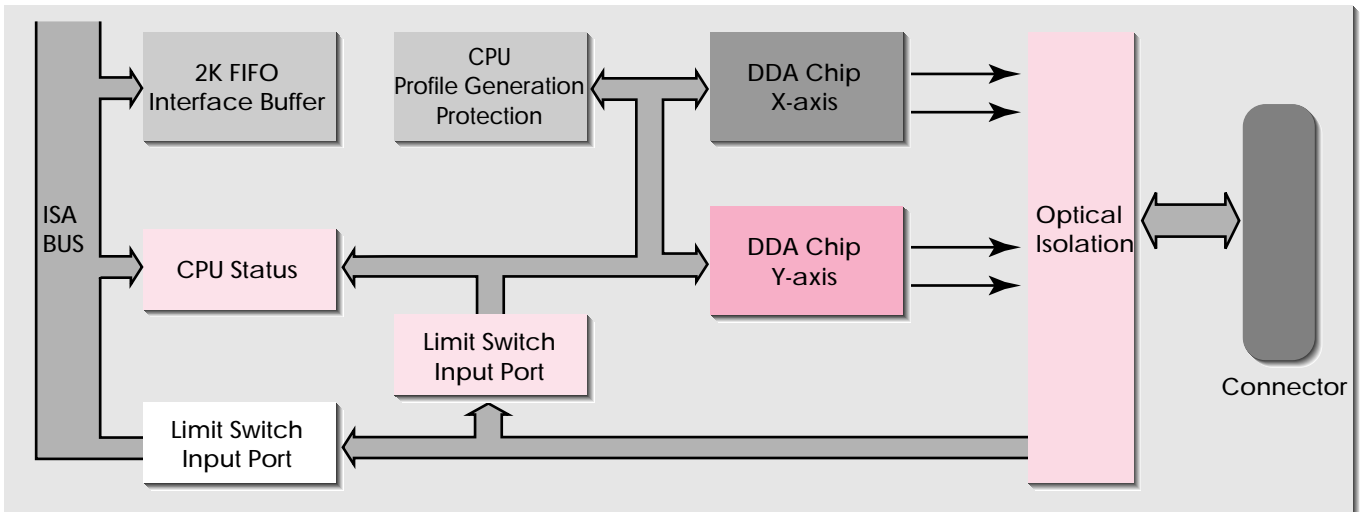 2K FIFO
Interface Buffer
CPU
Profile Generation
Protection
DDA Chip
X-axis
ISA
BUS
CPU Status
DDA Chip
Y-axis
Optical
Isolation
Limit Switch
Input Port
Connector
Limit Switch
Input Port